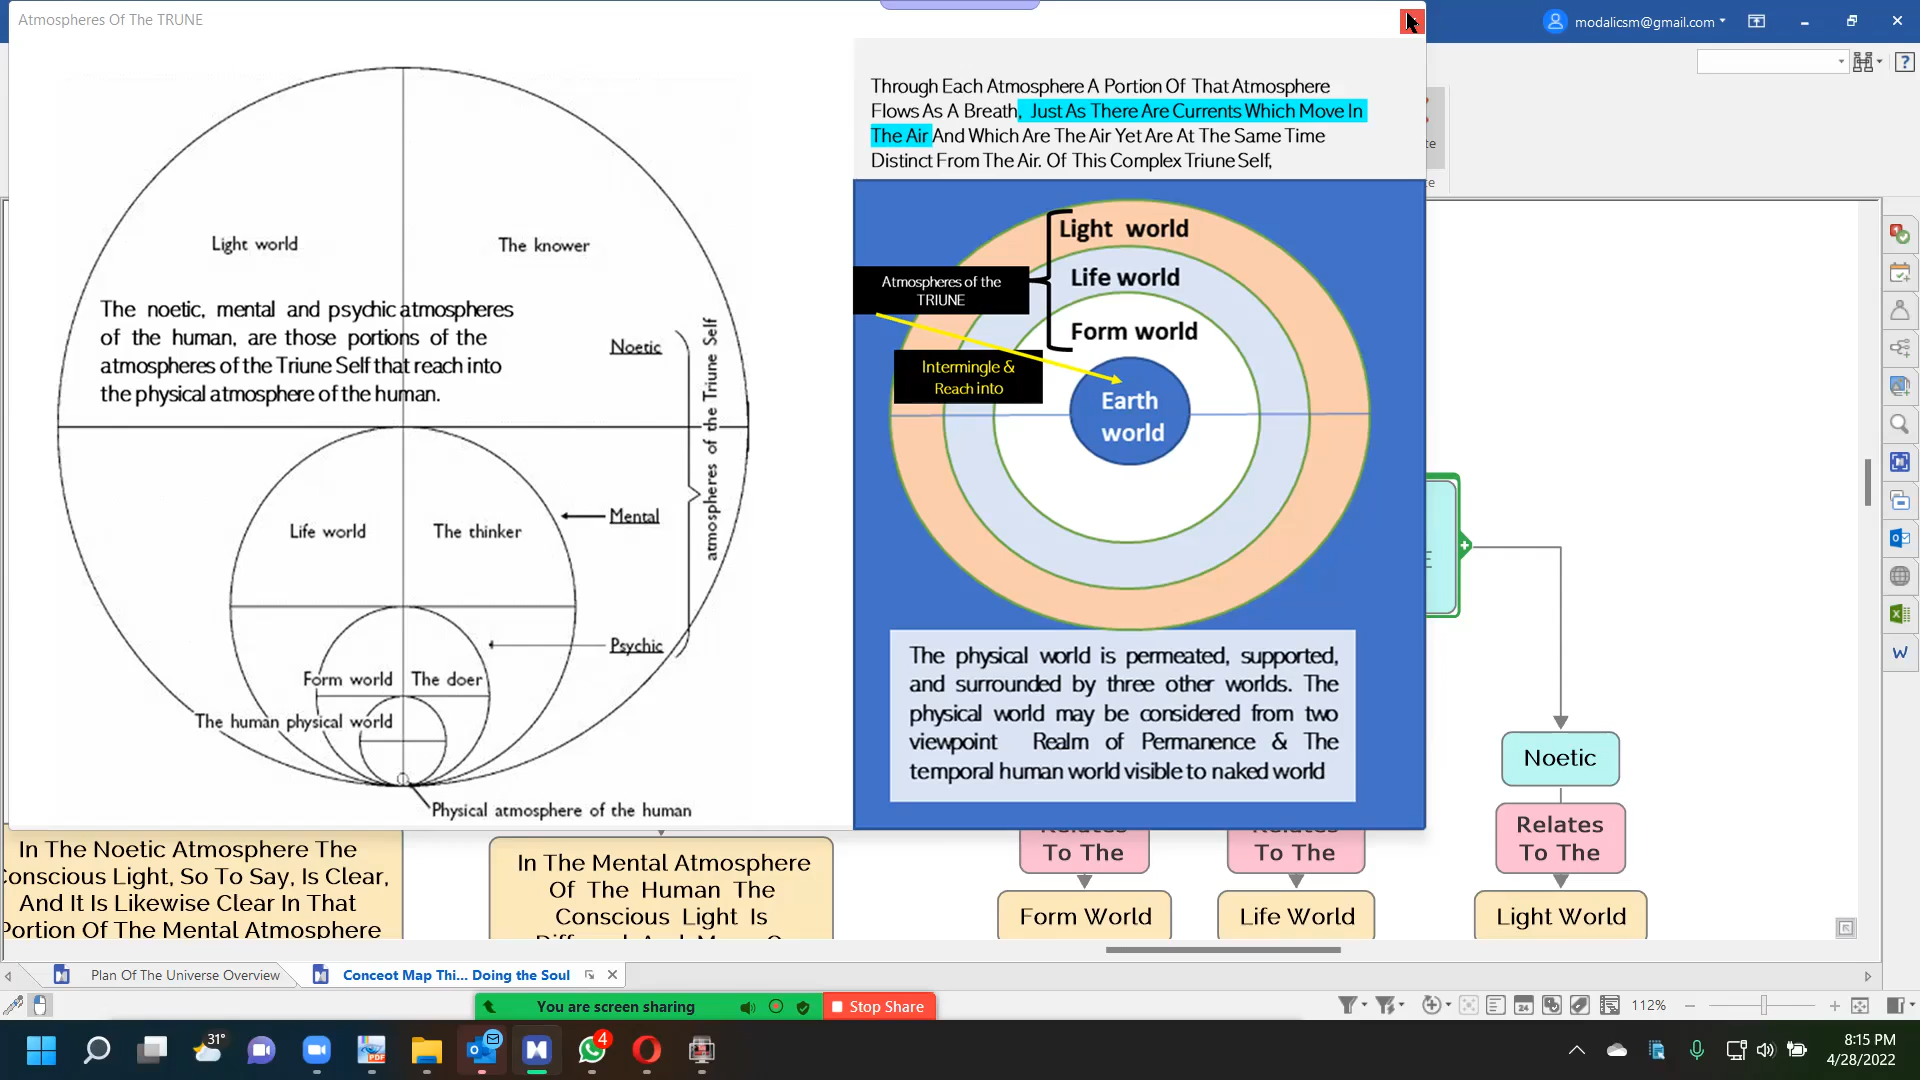 Atmospheres Of The TRUNE
modalicsm@gmail.com
Light world
The knower
The noetic, mental and psychic atmospheres
of the human, are those portions of the
atmospheres of the Triune Self that reach into
the physical atmosphere of the human.
Noetic
atmospheres of the Triune Self
Life world
The thinker
Mental
Psychic
Form world
The doer
The human physical world
Physical atmosphere of the human
Through Each Atmosphere A Portion Of That Atmosphere
Flows As A Breath, Just As There Are Currents Which Move In
The Air And Which Are The Air Yet Are At The Same Time
Distinct From The Air. Of This Complex Triune Self,
Light world
Life world
Form world
Atmospheres of the
TRIUNE
Intermingle &
Reach into
Earth
world
The physical world is permeated, supported,
and surrounded by three other worlds. The
physical world may be considered from two
viewpoint Realm of Permanence & The
temporal human world visible to naked world
Noetic
Relates
To The
Light World
Relates
To The
Form World
Relates
To The
Life World
In The Noetic Atmosphere The
Conscious Light, So To Say, Is Clear,
And It Is Likewise Clear In That
Portion Of The Mental Atmosphere
In The Mental Atmosphere
Of The Human The
Conscious Light Is
Plan Of The Universe Overview
Conceot Map Thi... Doing the Soul
You are screen sharing
Stop Share
112%
31°
4
8:15 PM
4/28/2022